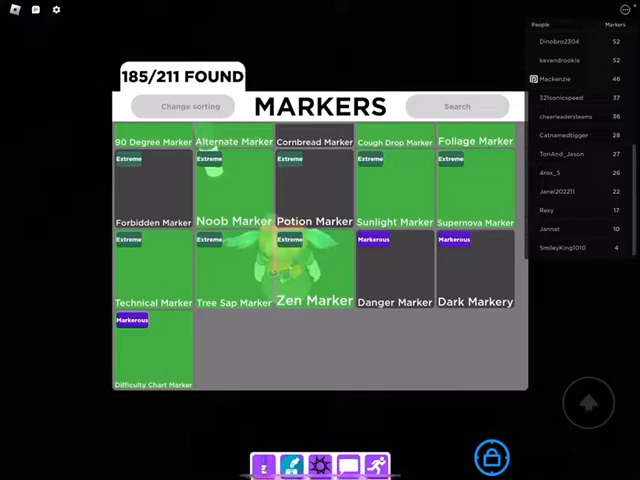 185/211 FOUND
Change sorting
MARKERS
Search
90 Degree Marker
Alternate Marker
Cornbread Marker
Cough Drop Marker
Foliage Marker
Extreme
Extreme
Extreme
Extreme
Extreme
Forbidden Marker
Noob Marker
Potion Marker
Sunlight Marker
Supernova Marker
Extreme
Extreme
Extreme
Markerous
Markerous
Technical Marker
Tree Sap Marker
Zen Marker
Danger Marker
Dark Markery
Markerous
Difficulty Chart Marker
People
Markers
Dinobro2304
52
kevandrookie
52
Mackenzie
46
321sonicspeed
37
cheerleadersteams
36
Catnamedtigger
28
ToriAnd_Jason
27
4rox_5
26
Janel202211
22
Rexy
17
Jannat
10
SmileyKing1010
4